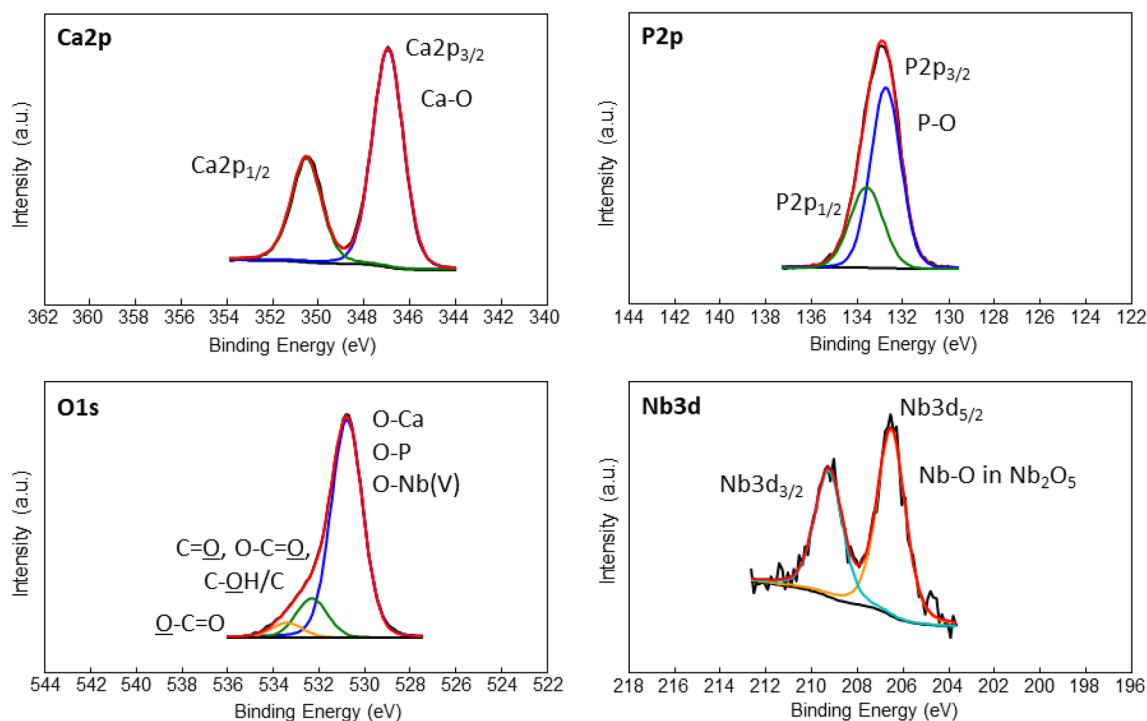 Ca2p
Ca2p3/2
Ca-O
Ca2p1/2
Intensity (a.u.)
362 360 358 356 354 352 350 348 346 344 342 340
Binding Energy (eV)
P2p
P2p3/2
P-O
P2p1/2
Intensity (a.u.)
144 142 140 138 136 134 132 130 128 126 124 122
Binding Energy (eV)
O1s
O-Ca
O-P
O-Nb(V)
C=O, O-C=O,
C-OH/C
O-C=O
Intensity (a.u.)
544 542 540 538 536 534 532 530 528 526 524 522
Binding Energy (eV)
Nb3d
Nb3d5/2
Nb-O in Nb2O5
Nb3d3/2
Intensity (a.u.)
218 216 214 212 210 208 206 204 202 200 198 196
Binding Energy (eV)